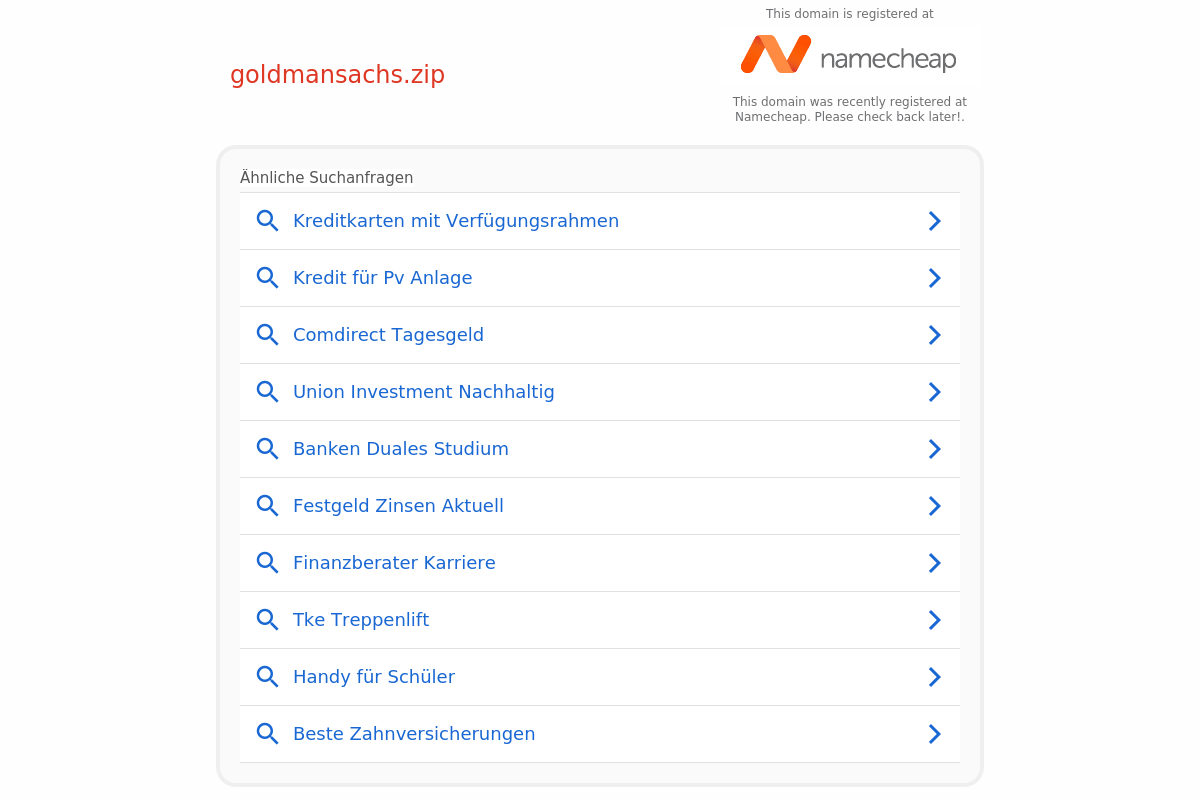 This domain is registered at
namecheap
goldmansachs.zip
This domain was recently registered at
Namecheap. Please check back later!.
Ähnliche Suchanfragen
Kreditkarten mit Verfügungsrahmen
Kredit für Pv Anlage
Comdirect Tagesgeld
Union Investment Nachhaltig
Banken Duales Studium
Festgeld Zinsen Aktuell
Finanzberater Karriere
Tke Treppenlift
Handy für Schüler
Beste Zahnversicherungen